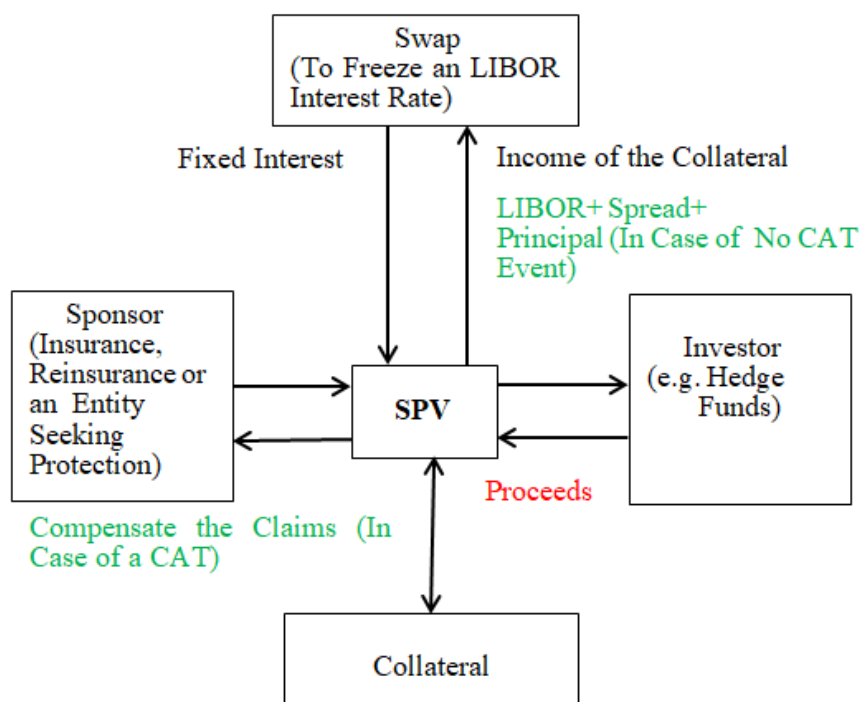 Swap
(To Freeze an LIBOR
Interest Rate)
Fixed Interest
Income of the Collateral
LIBOR+ Spread+
Principal (In Case of No CAT
Event)
Sponsor
(Insurance,
Reinsurance or
an Entity
Seeking
Protection)
SPV
Investor
(e.g. Hedge
Funds)
Proceeds
Compensate the Claims (In
Case of a CAT)
Collateral